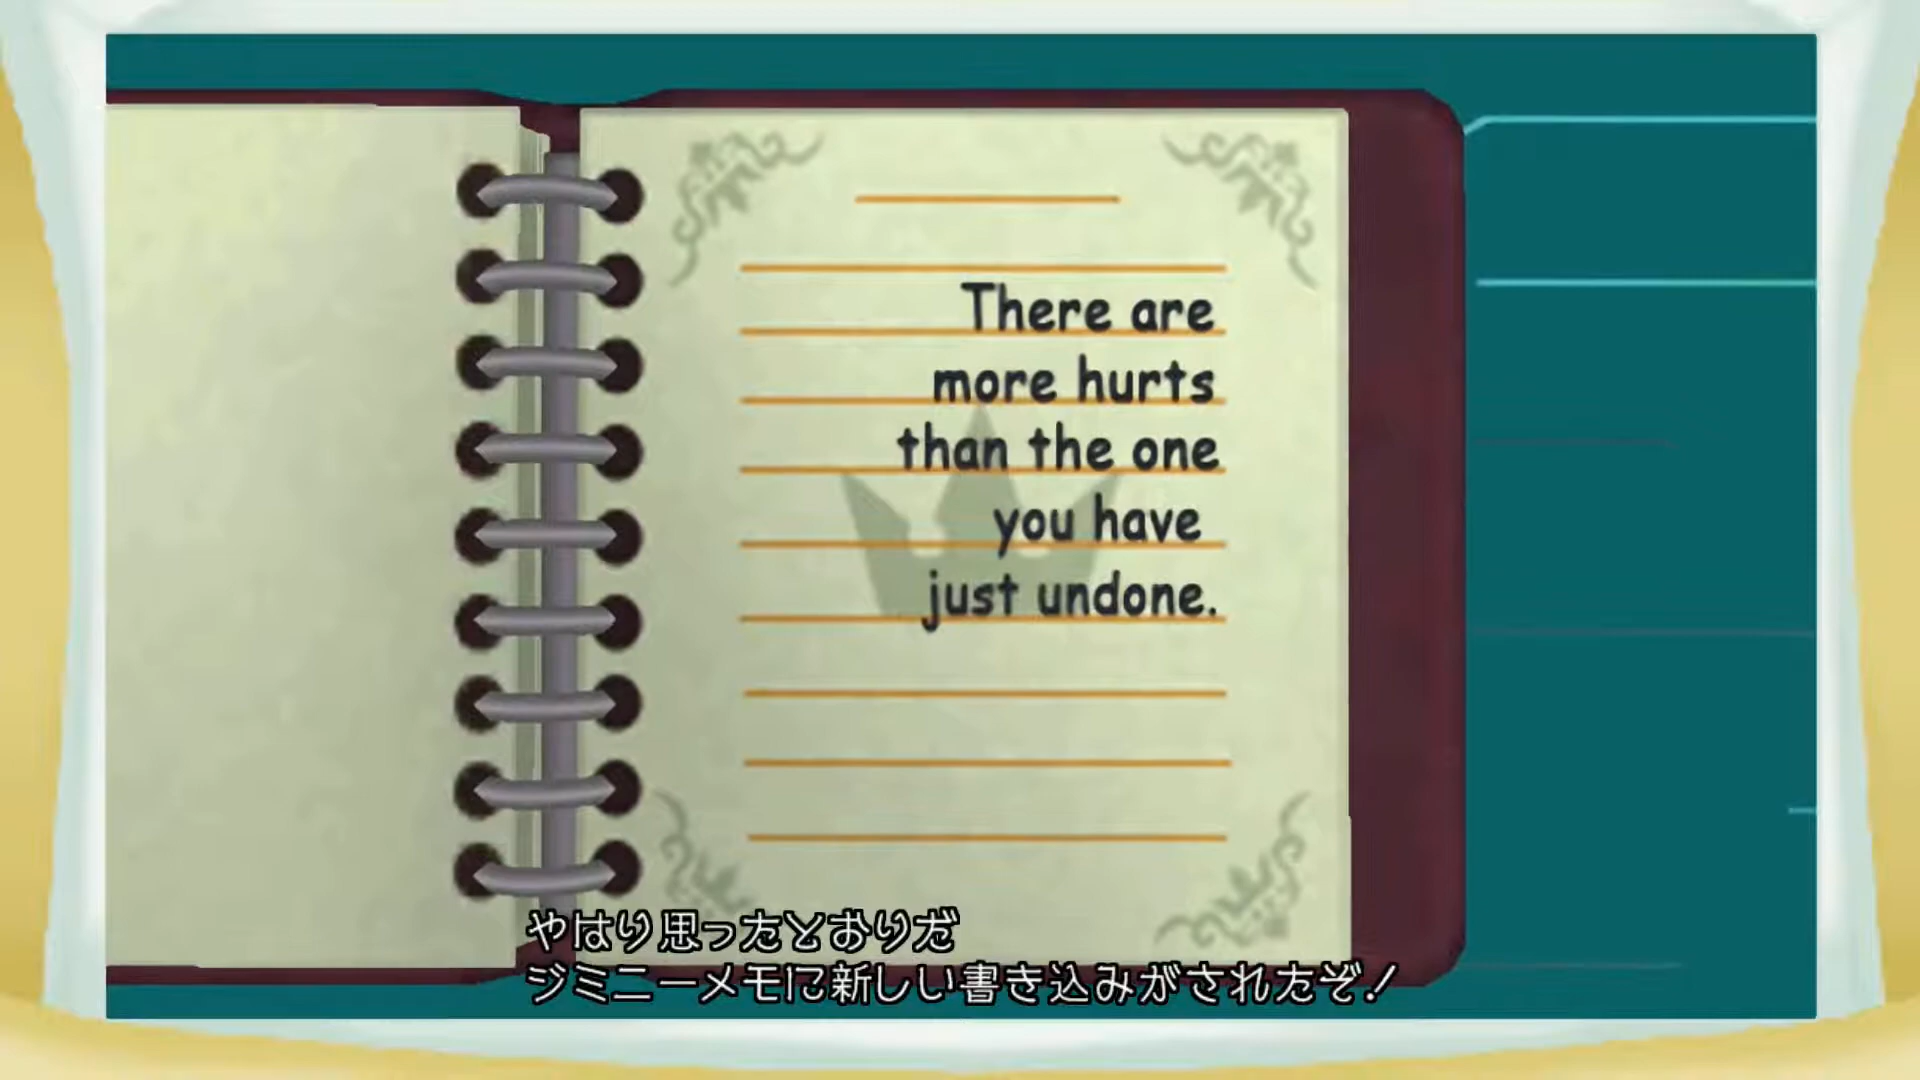 There are
more hurts
than the one
you have
just undone.
やはり思ったとおりだ
ジミニーメモに新しい書き込みがされたぞ！